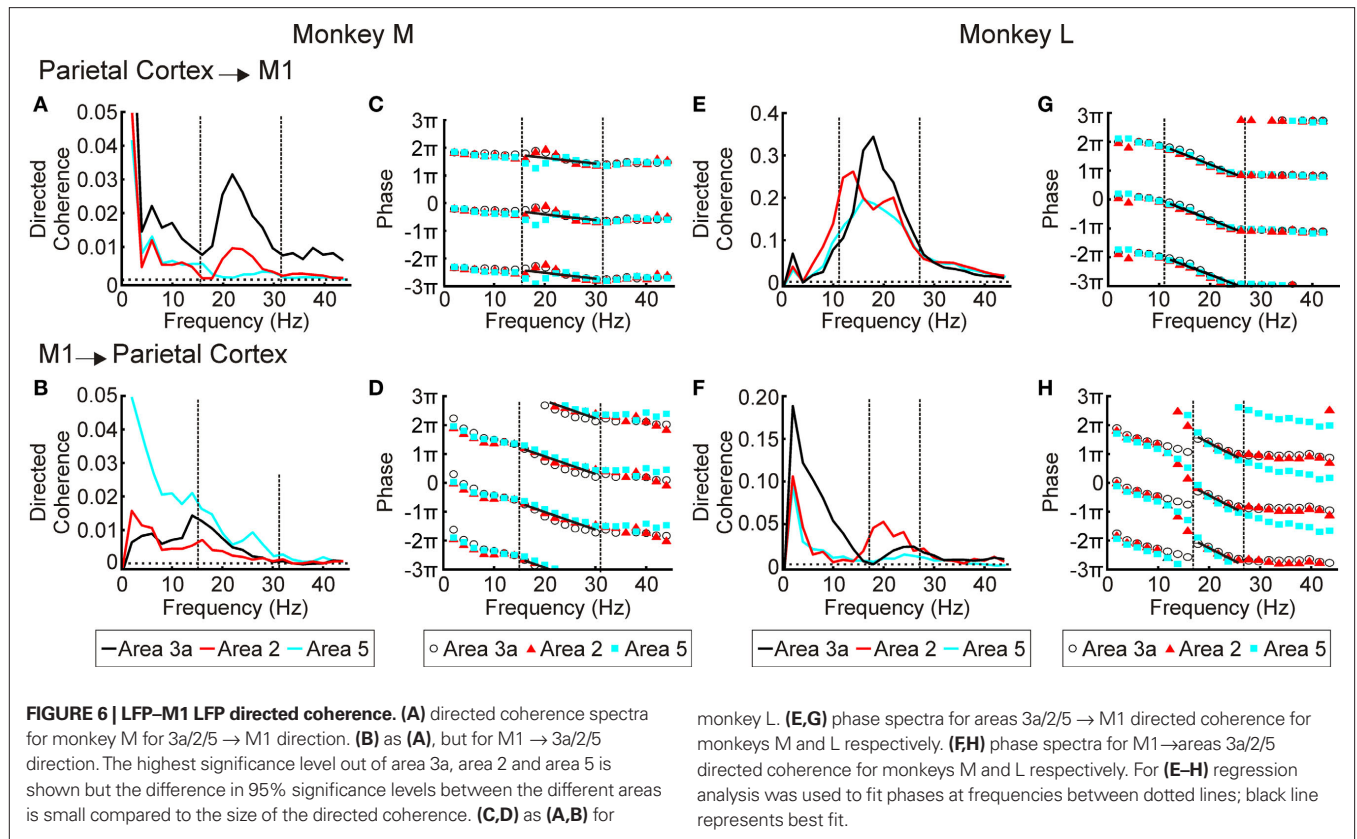 Monkey M
Monkey L
Parietal Cortex → M1
A
Directed Coherence
0.05
0.04
0.03
0.02
0.01
0
0 10 20 30 40
Frequency (Hz)
C
Phase
3π
2π
1π
0
-1π
-2π
-3π
0 10 20 30 40
Frequency (Hz)
E
Directed Coherence
0.4
0.3
0.2
0.1
0
0 10 20 30 40
Frequency (Hz)
G
Phase
3π
2π
1π
0
-1π
-2π
-3π
0 10 20 30 40
Frequency (Hz)
M1 → Parietal Cortex
B
Directed Coherence
0.05
0.04
0.03
0.02
0.01
0
0 10 20 30 40
Frequency (Hz)
D
Phase
3π
2π
1π
0
-1π
-2π
-3π
0 10 20 30 40
Frequency (Hz)
F
Directed Coherence
0.20
0.15
0.10
0.05
0
0 10 20 30 40
Frequency (Hz)
H
Phase
3π
2π
1π
0
-1π
-2π
-3π
0 10 20 30 40
Frequency (Hz)
Area 3a Area 2 Area 5
Area 3a Area 2 Area 5
Area 3a Area 2 Area 5
Area 3a Area 2 Area 5
FIGURE 6 | LFP–M1 LFP directed coherence. (A) directed coherence spectra
for monkey M for 3a/2/5 → M1 direction. (B) as (A), but for M1 → 3a/2/5
direction. The highest significance level out of area 3a, area 2 and area 5 is
shown but the difference in 95% significance levels between the different areas
is small compared to the size of the directed coherence. (C,D) as (A,B) for
monkey L. (E,G) phase spectra for areas 3a/2/5 → M1 directed coherence for
monkeys M and L respectively. (F,H) phase spectra for M1→areas 3a/2/5
directed coherence for monkeys M and L respectively. For (E–H) regression
analysis was used to fit phases at frequencies between dotted lines; black line
represents best fit.